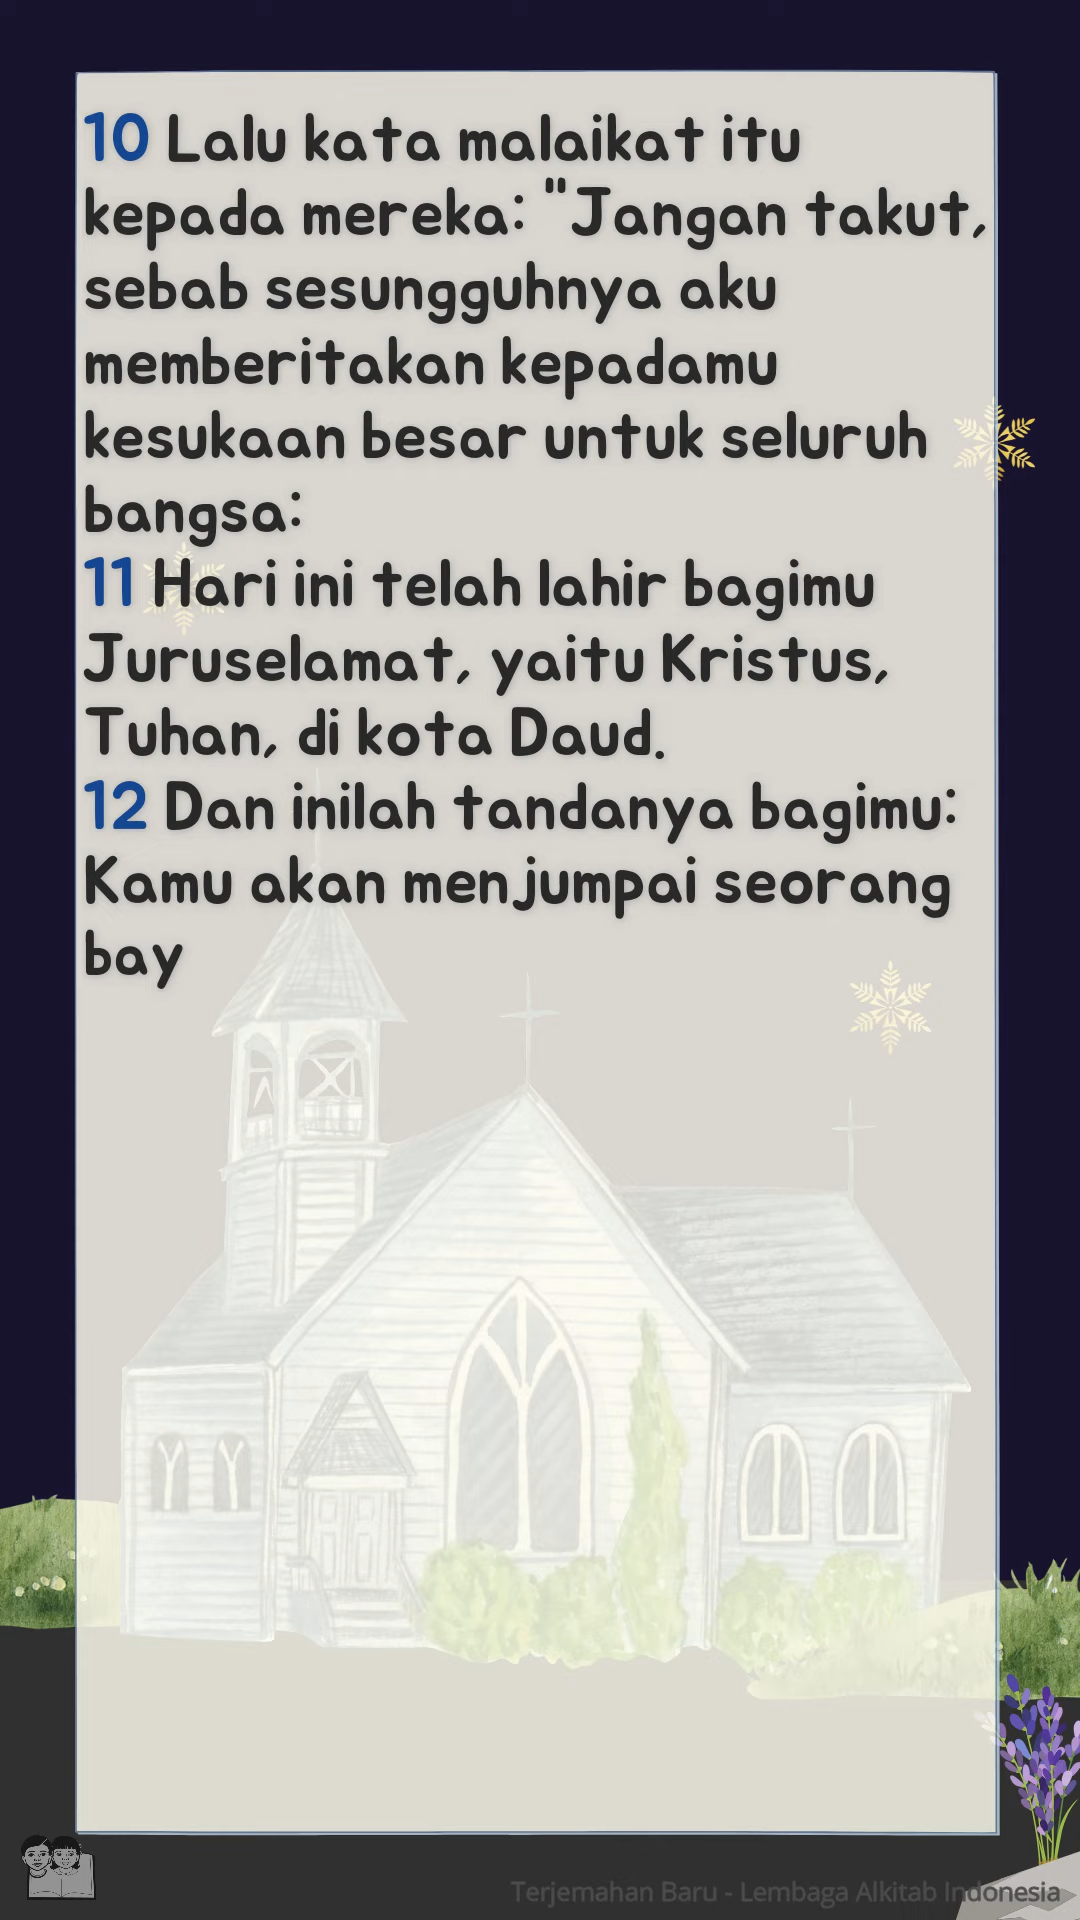 10 Lalu kata malaikat itu
kepada mereka: "Jangan takut,
sebab sesungguhnya aku
memberitakan kepadamu
kesukaan besar untuk seluruh
bangsa:
11 Hari ini telah lahir bagimu
Juruselamat, yaitu Kristus,
Tuhan, di kota Daud.
12 Dan inilah tandanya bagimu:
Kamu akan menjumpai seorang
bay
Terjemahan Baru - Lembaga Alkitab Indonesia